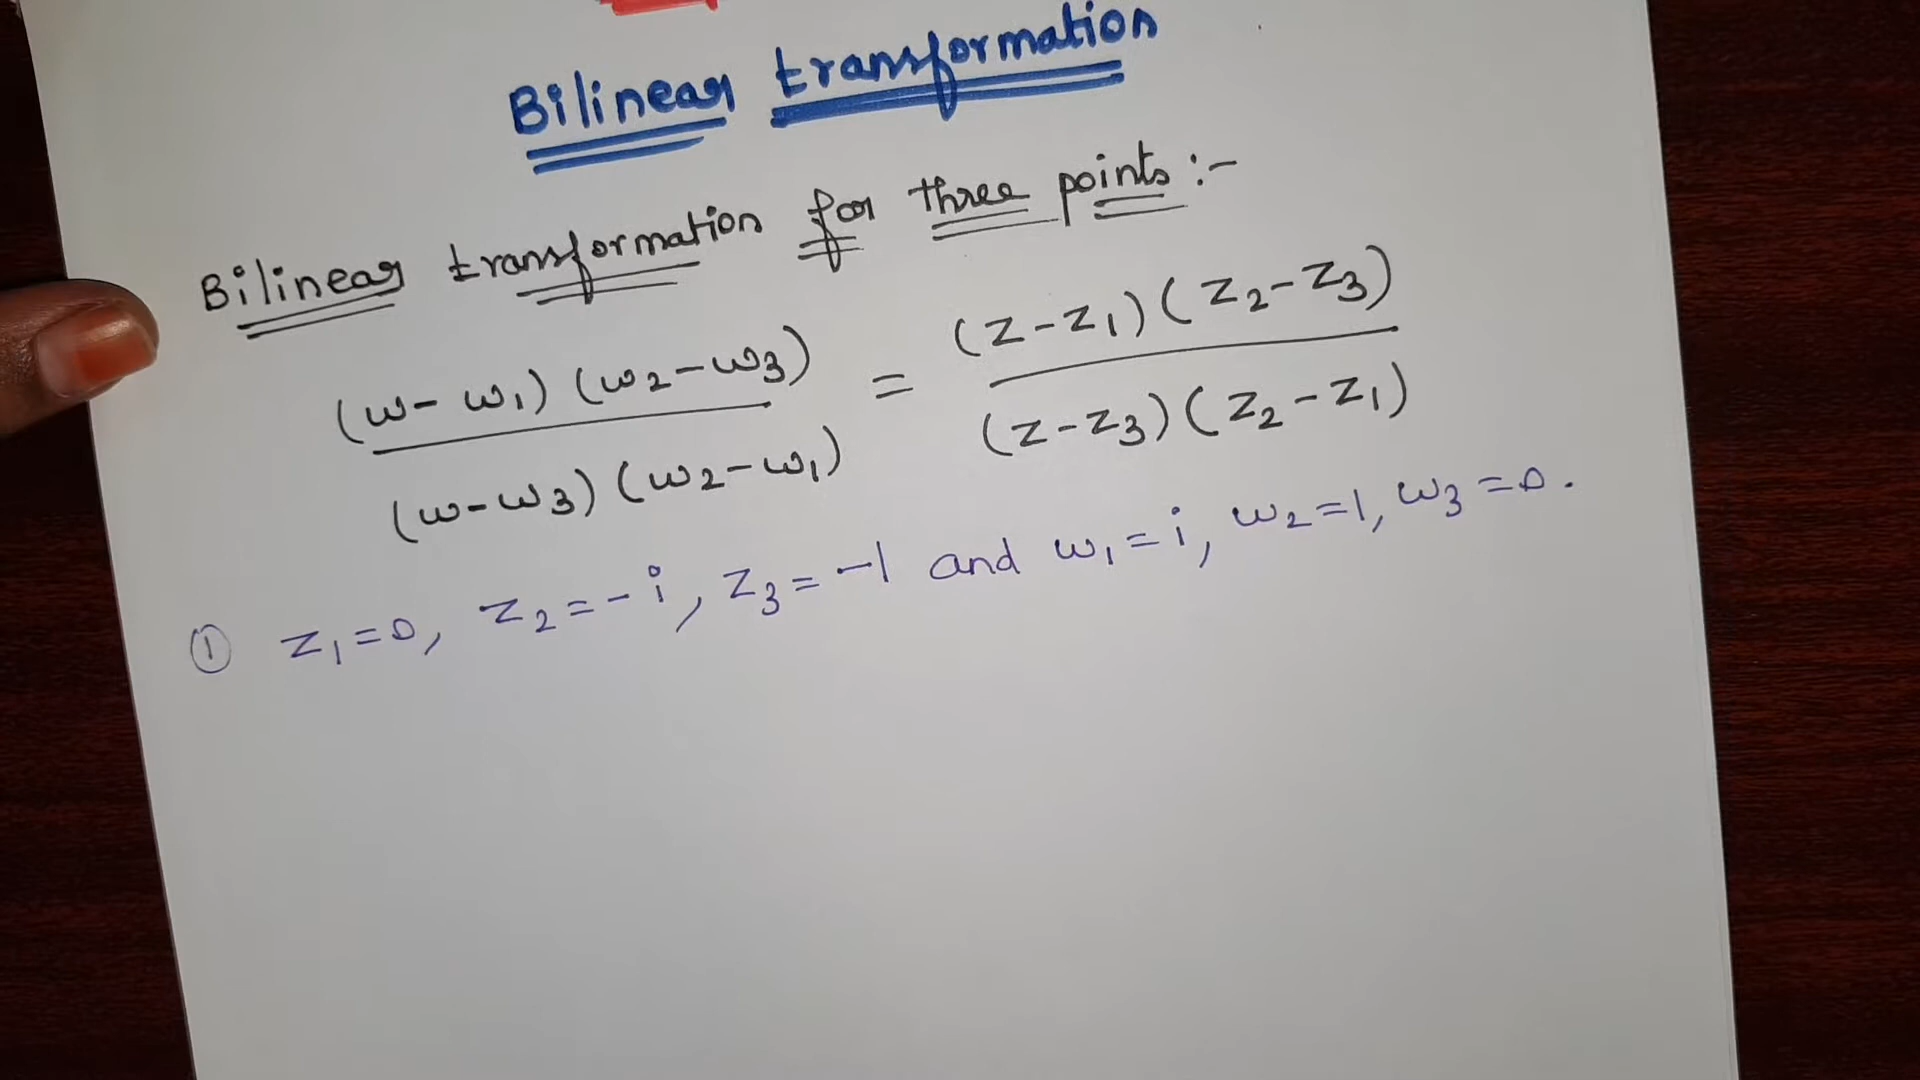 Bilinear transformation
Bilinear transformation for three points :-
(w-w₁) (w₂-w₃) / (w-w₃) (w₂-w₁) = (z-z₁) (z₂-z₃) / (z-z₃) (z₂-z₁)
① z₁=0, z₂=-i, z₃=-1 and w₁=i, w₂=1, w₃=0.